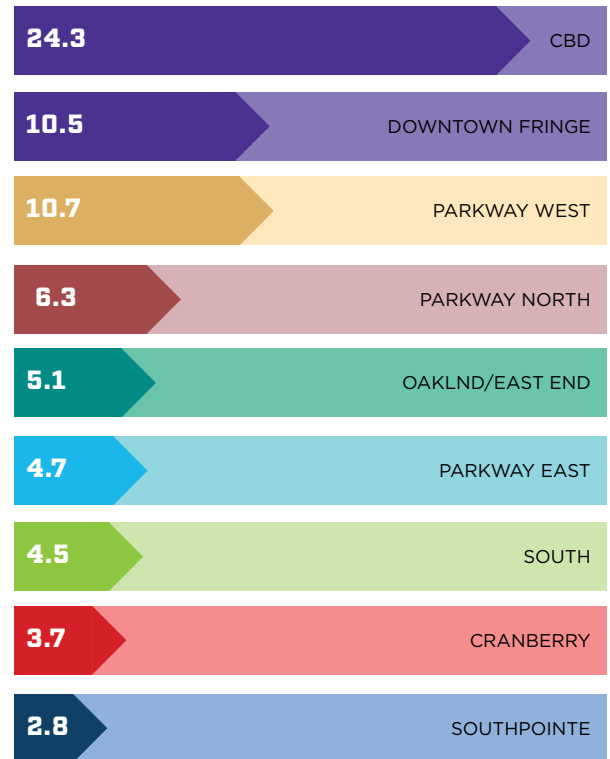 24.3 CBD
10.5 DOWNTOWN FRINGE
10.7 PARKWAY WEST
6.3 PARKWAY NORTH
5.1 OAKLND/EAST END
4.7 PARKWAY EAST
4.5 SOUTH
3.7 CRANBERRY
2.8 SOUTHPOINTE